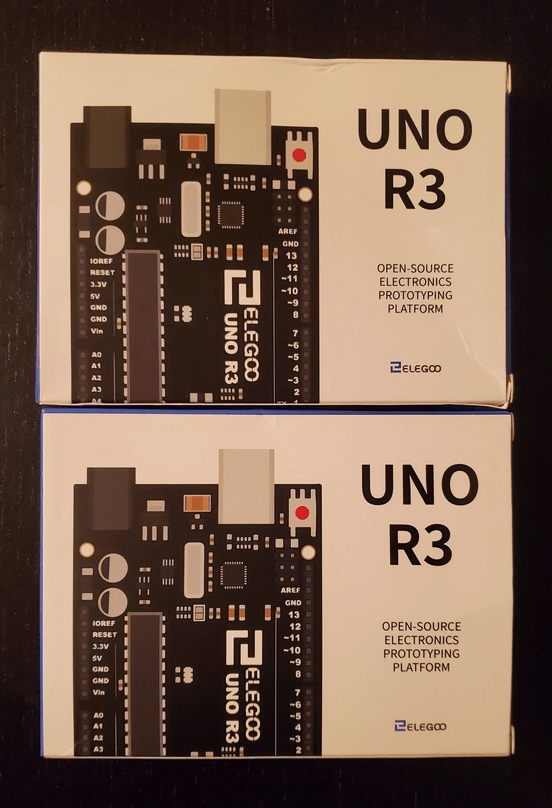 UNO
R3
OPEN-SOURCE
ELECTRONICS
PROTOTYPING
PLATFORM
ELEGOO
IOREF
RESET
3.3V
5V
GND
GND
Vin
A0
A1
A2
A3
A4
AREF
GND
13
12
~11
~10
~9
8
7
~6
~5
4
~3
2
ELEGOO
UNO R3
UNO
R3
OPEN-SOURCE
ELECTRONICS
PROTOTYPING
PLATFORM
ELEGOO
IOREF
RESET
3.3V
5V
GND
GND
Vin
A0
A1
A2
A3
AREF
GND
13
12
~11
~10
~9
8
7
~6
~5
4
~3
2
ELEGOO
UNO R3